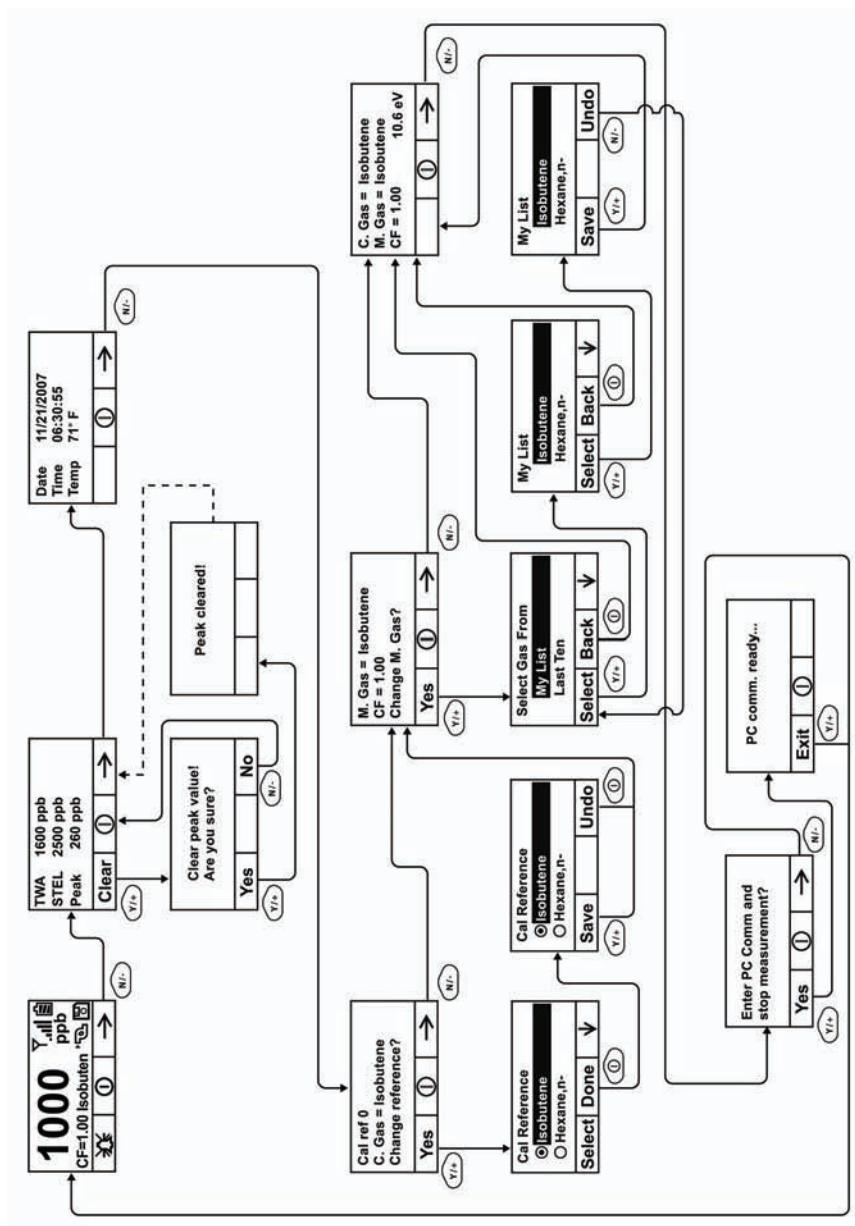 1000
ppb
CF=1.00 Isobuten
N/-
TWA 1600 ppb
STEL 2500 ppb
Peak 260 ppb
Clear
Y/+
N/-
Clear peak value!
Are you sure?
Yes No
Y/+
N/-
Peak cleared!
Date 11/21/2007
Time 06:30:55
Temp 71° F
N/-
Cal ref 0
C. Gas = Isobutene
Change reference?
Yes
Y/+
N/-
Cal Reference
Isobutene
Hexane,n-
Select Done
Cal Reference
Isobutene
Hexane,n-
Save Undo
Y/+
M. Gas = Isobutene
CF = 1.00
Change M. Gas?
Yes
Y/+
N/-
Select Gas From
My List
Last Ten
Select Back
Y/+
My List
Isobutene
Hexane,n-
Select Back
Y/+
My List
Isobutene
Hexane,n-
Save Undo
Y/+
N/-
C. Gas = Isobutene
M. Gas = Isobutene
CF = 1.00 10.6 eV
N/-
Enter PC Comm and
stop measurement?
Yes
Y/+
N/-
PC comm. ready...
Exit
Y/+